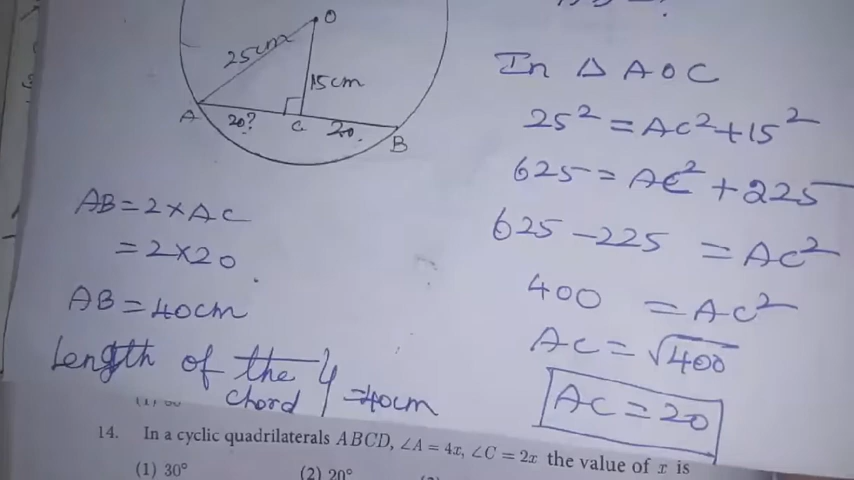 O
25cm
15cm
A
20?
C
20.
B
AB = 2 × AC
= 2 × 20
AB = 40cm
Length of the
chord } = 40cm
In Δ AOC
25² = AC² + 15²
625 = AC² + 225
625 - 225 = AC²
400 = AC²
AC = √400
AC = 20
14. In a cyclic quadrilaterals ABCD, ∠A = 4x, ∠C = 2x the value of x is
(1) 30° (2) 20°